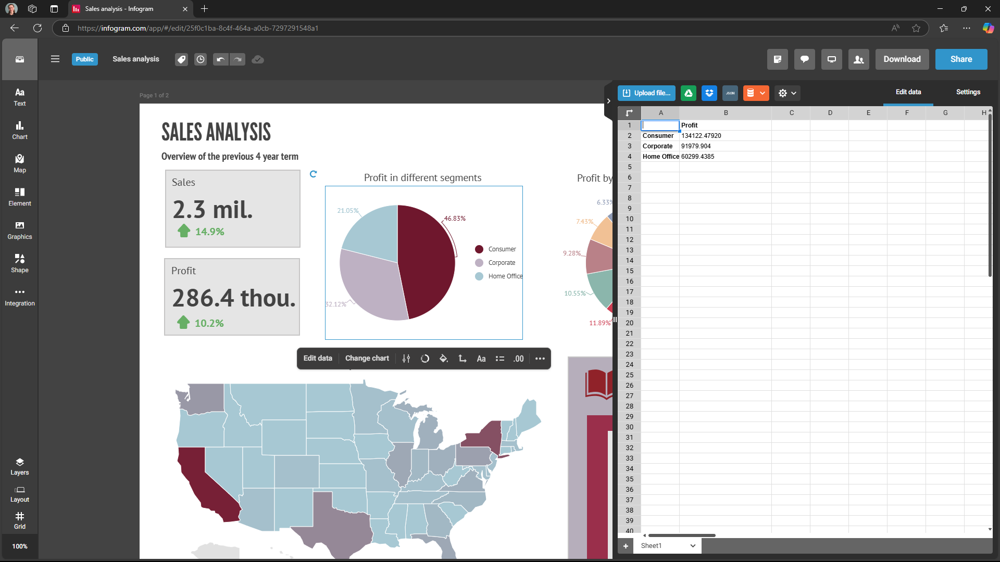 Sales analysis - Infogram
https://infogram.com/app/#/edit/25f0c1ba-8c4f-464a-a0cb-7297291548a1
Public
Sales analysis
Download
Share
Aa
Text
Chart
Map
Element
Graphics
Shape
Integration
Layers
Layout
Grid
100%
Page 1 of 2
SALES ANALYSIS
Overview of the previous 4 year term
Sales
2.3 mil.
14.9%
Profit
286.4 thou.
10.2%
Profit in different segments
21.05%
46.83%
32.12%
Consumer
Corporate
Home Office
Profit by
6.33%
7.43%
9.28%
10.55%
11.89%
Edit data
Change chart
Aa
.00
Upload file...
JSON
Edit data
Settings
A B C D E F G H
1 Profit
2 Consumer 134122.47920
3 Corporate 91979.904
4 Home Office 60299.4385
5
6
7
8
9
10
11
12
13
14
15
16
17
18
19
20
21
22
23
24
25
26
27
28
29
30
31
32
33
34
35
36
37
38
39
40
Sheet1